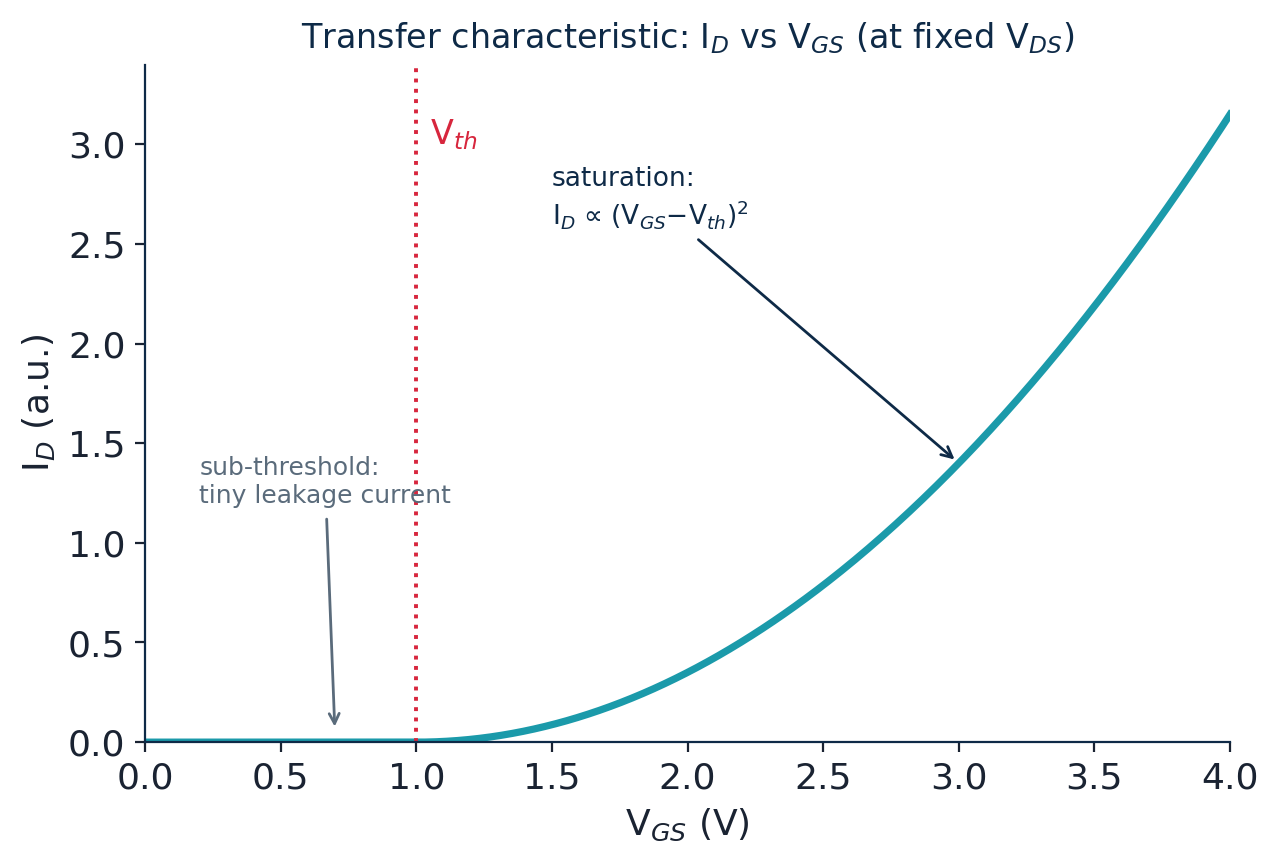 Transfer characteristic: I_D vs V_GS (at fixed V_DS)
V_th
saturation:
I_D ∝ (V_GS−V_th)²
sub-threshold:
tiny leakage current
I_D (a.u.)
3.0
2.5
2.0
1.5
1.0
0.5
0.0
0.0 0.5 1.0 1.5 2.0 2.5 3.0 3.5 4.0
V_GS (V)